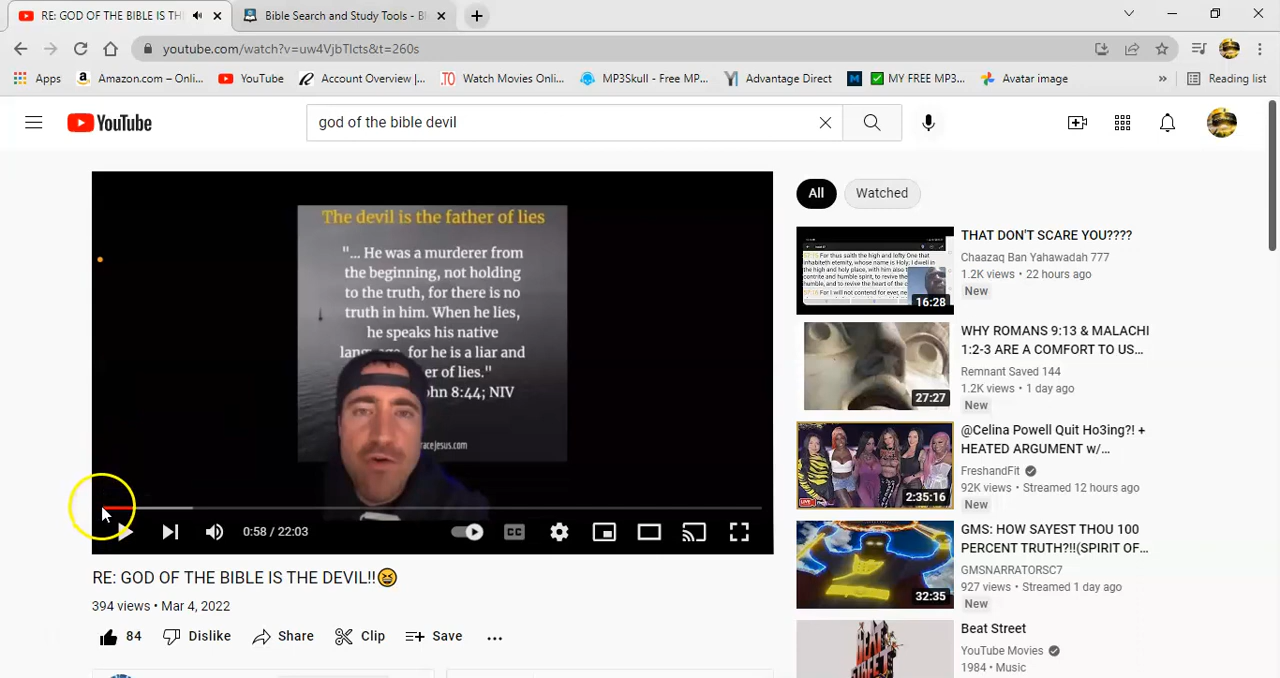 RE: GOD OF THE BIBLE IS TH
Bible Search and Study Tools - B
youtube.com/watch?v=uw4VjbTIcts&t=260s
Apps
Amazon.com – Onli...
YouTube
Account Overview |...
Watch Movies Onli...
MP3Skull - Free MP...
Advantage Direct
MY FREE MP3...
Avatar image
»
Reading list
YouTube
god of the bible devil
The devil is the father of lies
"... He was a murderer from
the beginning, not holding
to the truth, for there is no
truth in him. When he lies,
he speaks his native
for he is a liar and
of lies."
8:44; NIV
0:58 / 22:03
CC
RE: GOD OF THE BIBLE IS THE DEVIL!!😆
394 views • Mar 4, 2022
84
Dislike
Share
Clip
Save
...
All
Watched
16:28
THAT DON'T SCARE YOU????
Chaazaq Ban Yahawadah 777
1.2K views • 22 hours ago
New
27:27
WHY ROMANS 9:13 & MALACHI
1:2-3 ARE A COMFORT TO US...
Remnant Saved 144
1.2K views • 1 day ago
New
2:35:16
@Celina Powell Quit Ho3ing?! +
HEATED ARGUMENT w/...
FreshandFit
92K views • Streamed 12 hours ago
New
32:35
GMS: HOW SAYEST THOU 100
PERCENT TRUTH?!!(SPIRIT OF...
GMSNARRATORSC7
927 views • Streamed 1 day ago
New
BEAT STREET
Beat Street
YouTube Movies
1984 • Music